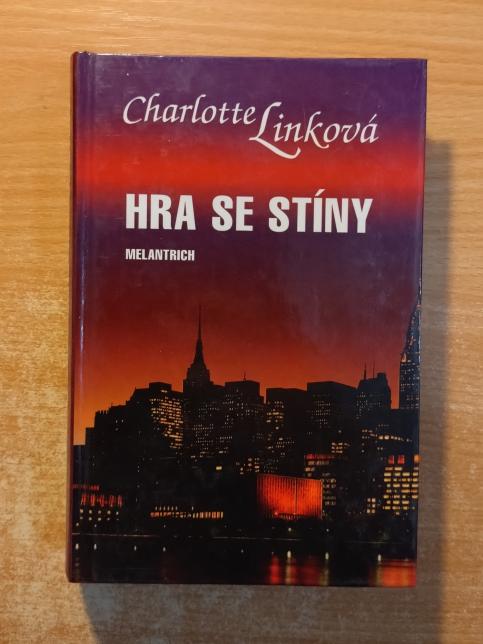 Charlotte Linková
HRA SE STÍNY
MELANTRICH